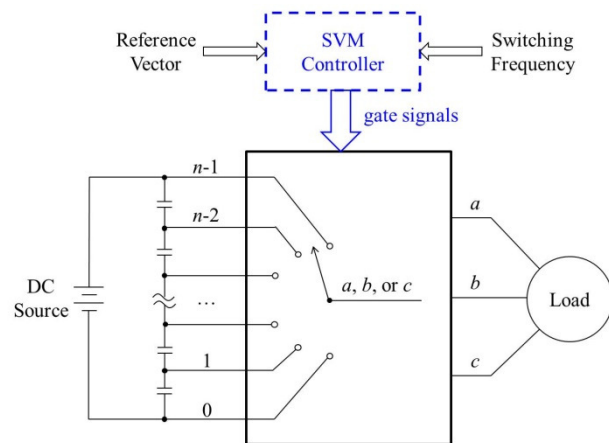 Reference
Vector
SVM
Controller
Switching
Frequency
gate signals
n-1
n-2
...
1
0
DC
Source
a, b, or c
a
b
c
Load